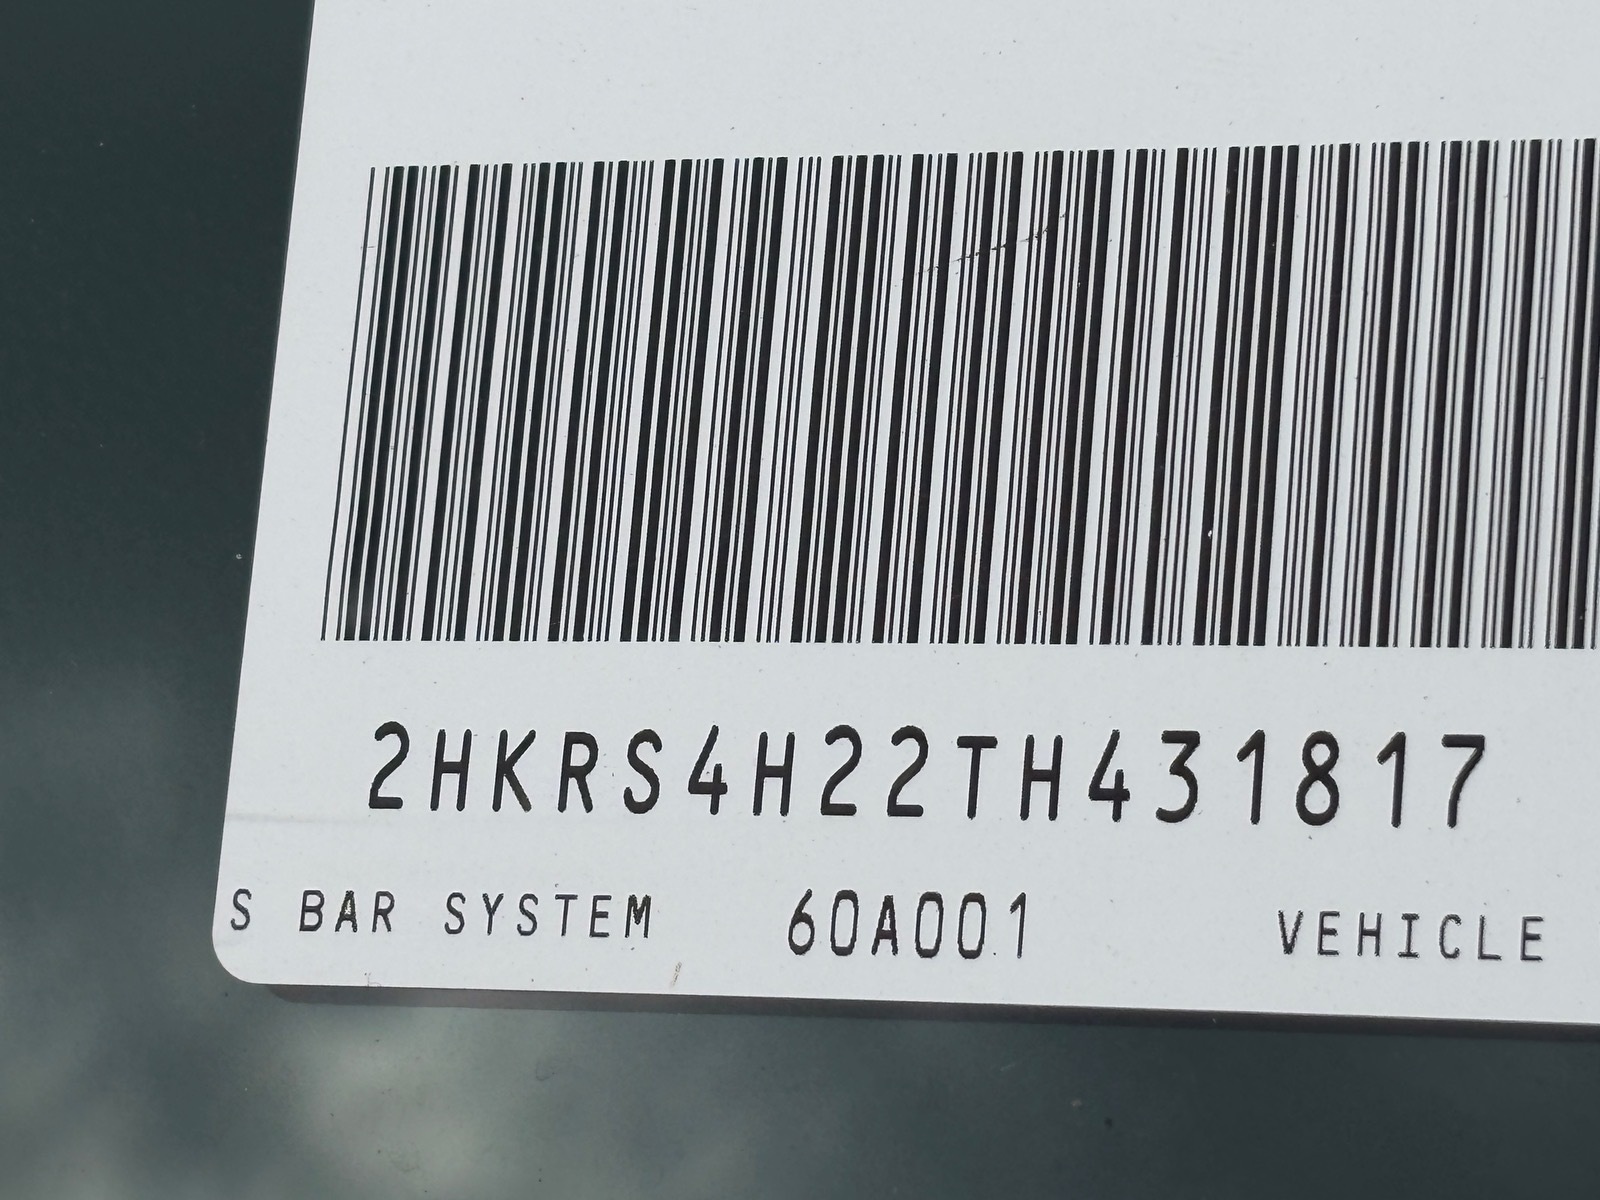 2HKRS4H22TH431817
S BAR SYSTEM 60A001 VEHICLE